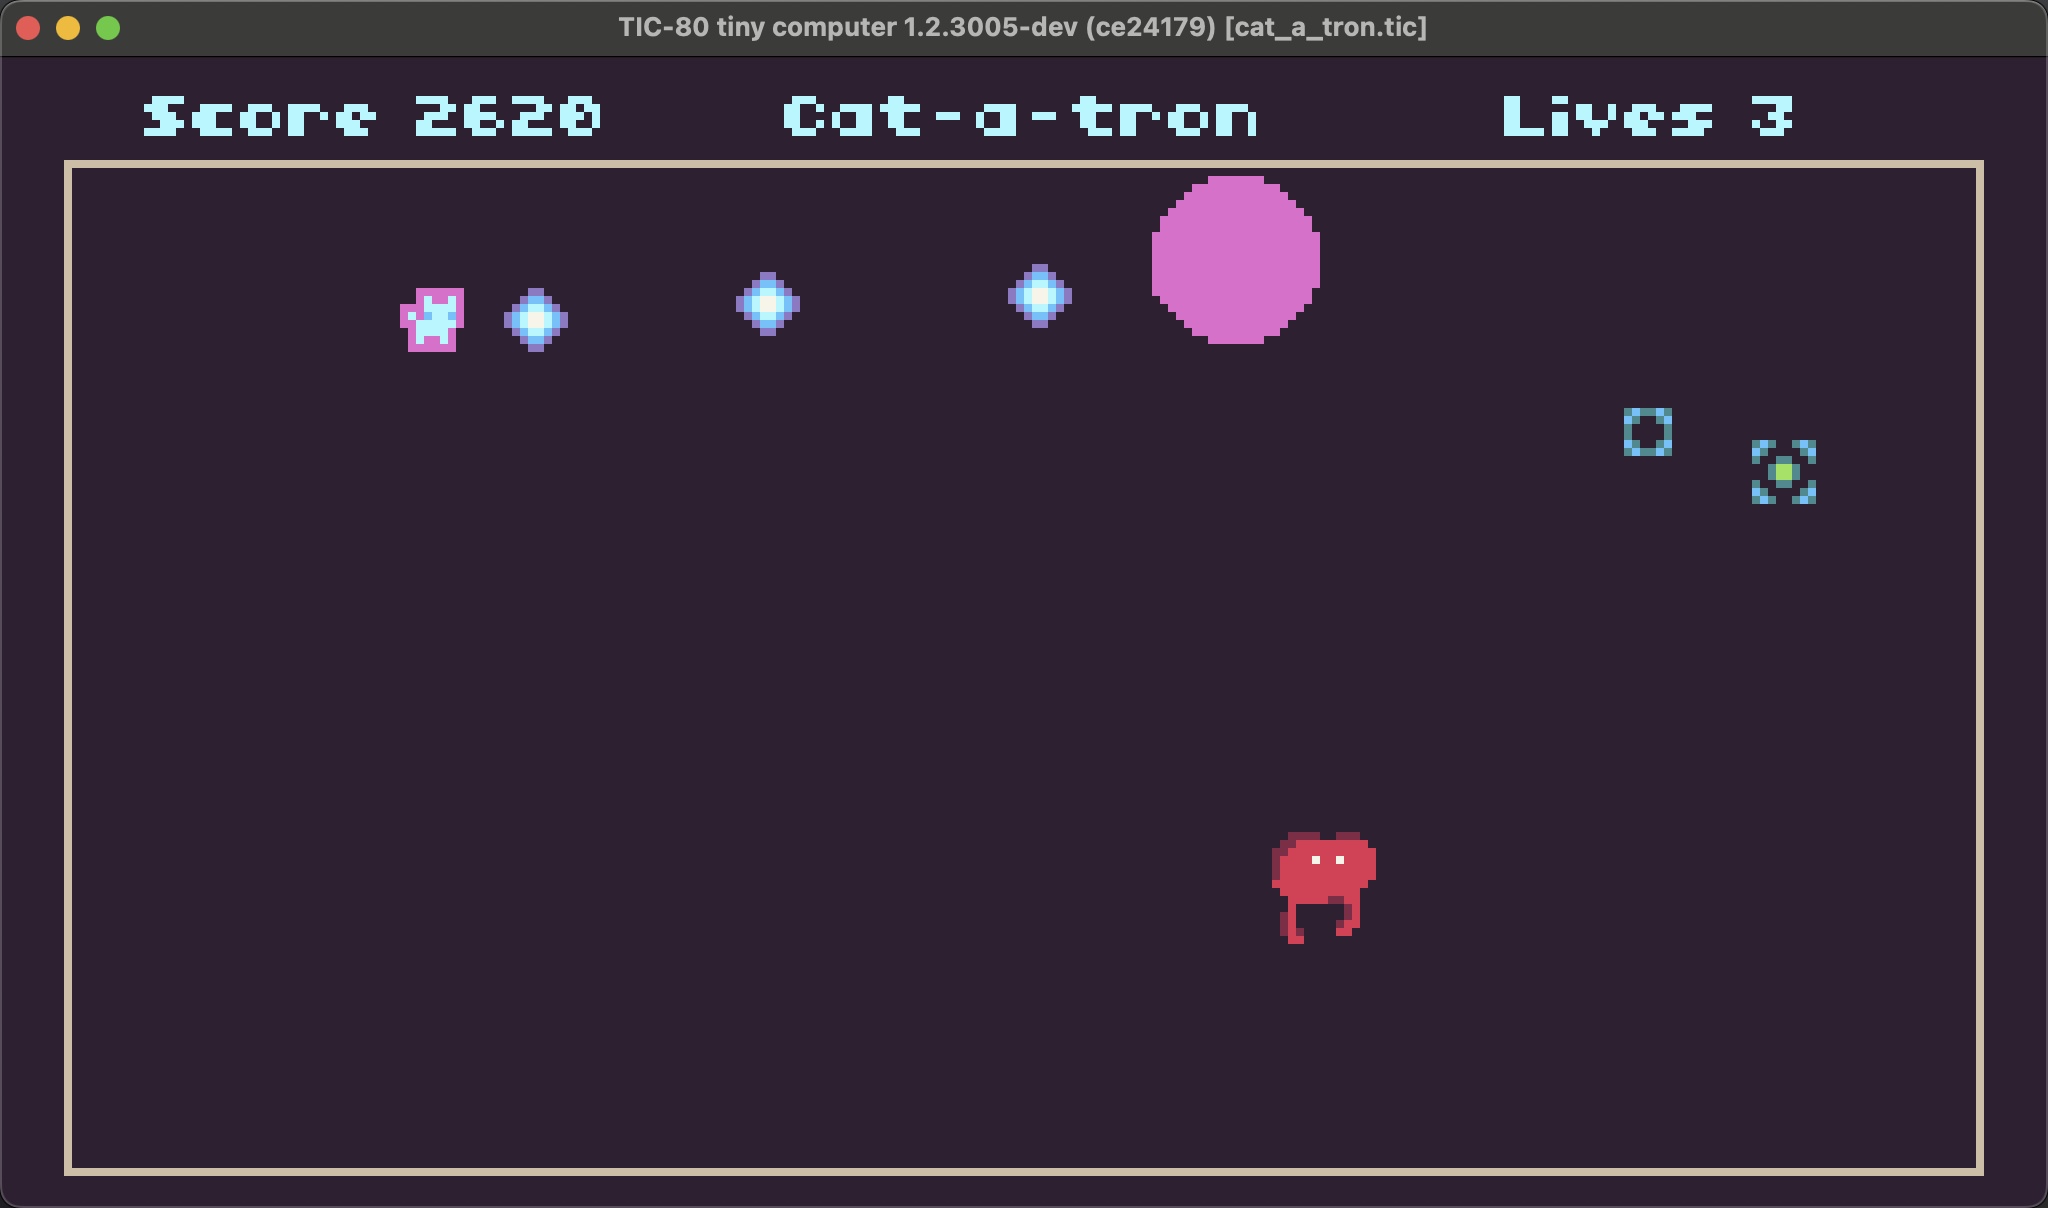 TIC-80 tiny computer 1.2.3005-dev (ce24179) [cat_a_tron.tic]
Score 2620 Cat-a-tron Lives 3